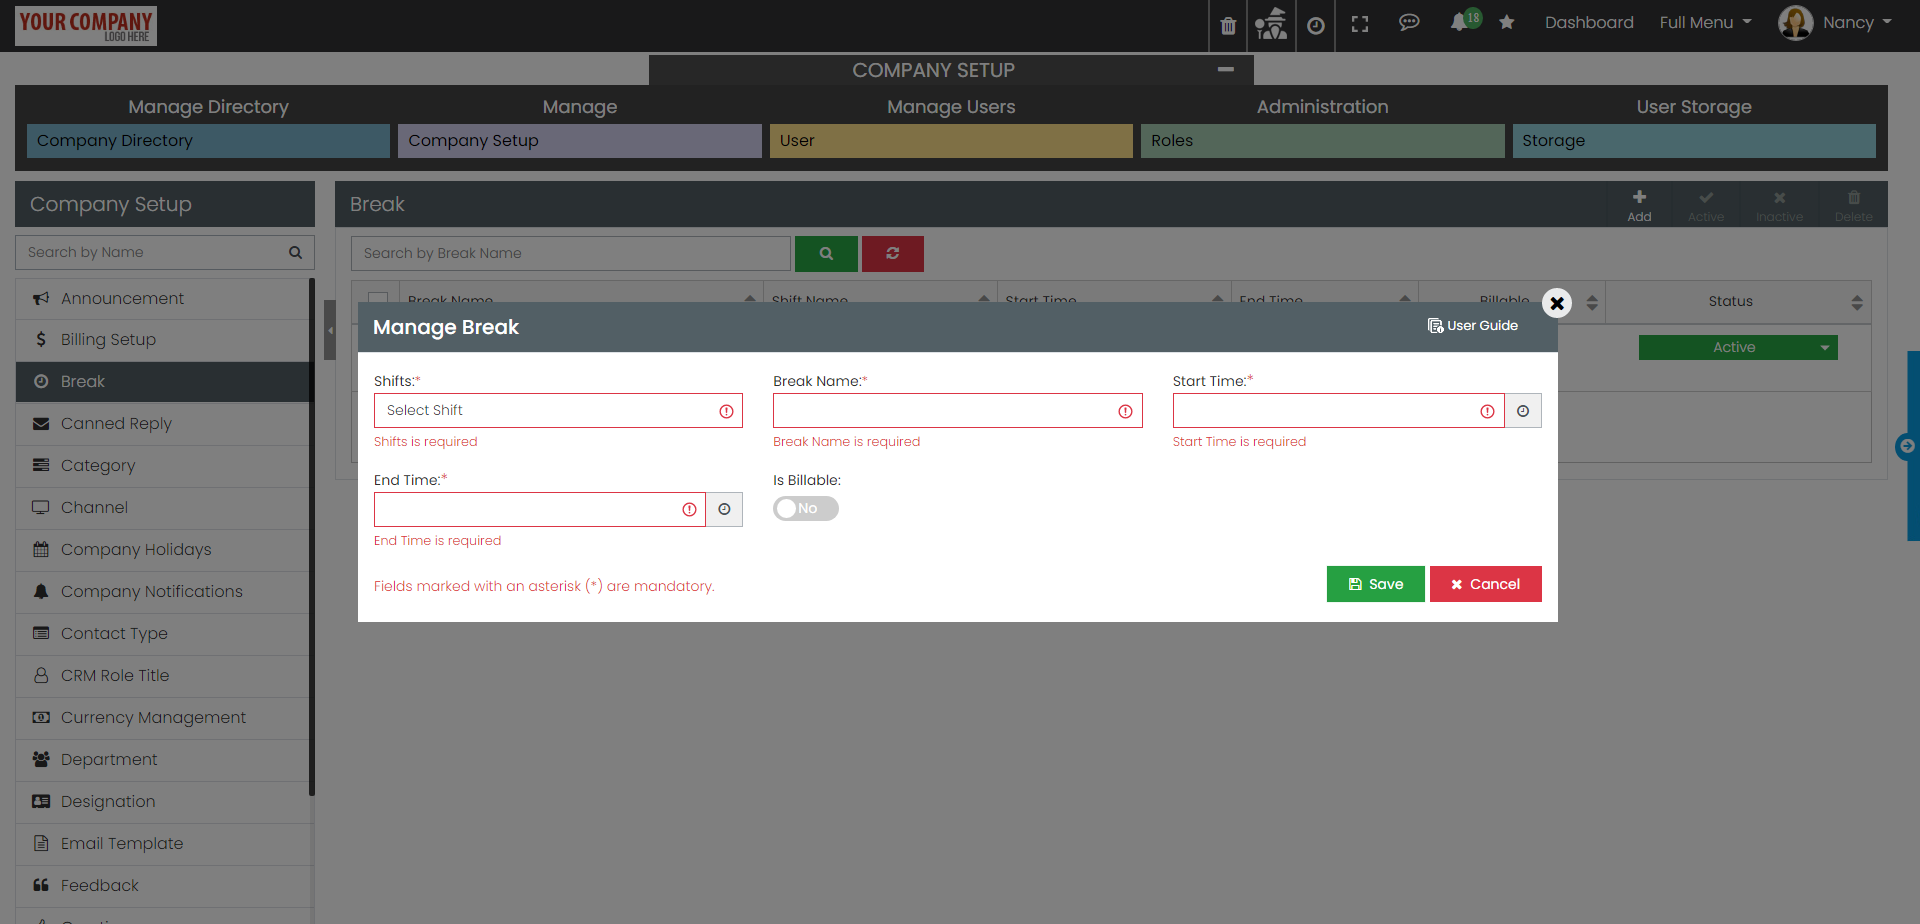 YOUR COMPANY
LOGO HERE
18
Dashboard
Full Menu
Nancy
COMPANY SETUP
Manage Directory
Manage
Manage Users
Administration
User Storage
Company Directory
Company Setup
User
Roles
Storage
Company Setup
Break
Add
Active
Inactive
Delete
Search by Name
Search by Break Name
Announcement
Billing Setup
Break
Canned Reply
Category
Channel
Company Holidays
Company Notifications
Contact Type
CRM Role Title
Currency Management
Department
Designation
Email Template
Feedback
Break Name
Shift Name
Start Time
End Time
Billable
Status
Active
Manage Break
User Guide
Shifts:*
Select Shift
Shifts is required
Break Name:*
Break Name is required
Start Time:*
Start Time is required
End Time:*
End Time is required
Is Billable:
No
Fields marked with an asterisk (*) are mandatory.
Save
Cancel